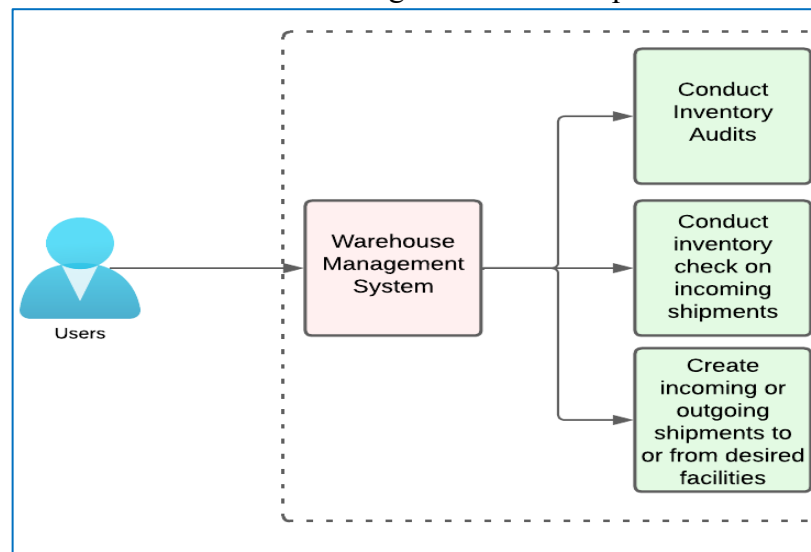 Users
Warehouse
Management
System
Conduct
Inventory
Audits
Conduct
inventory
check on
incoming
shipments
Create
incoming or
outgoing
shipments to
or from desired
facilities